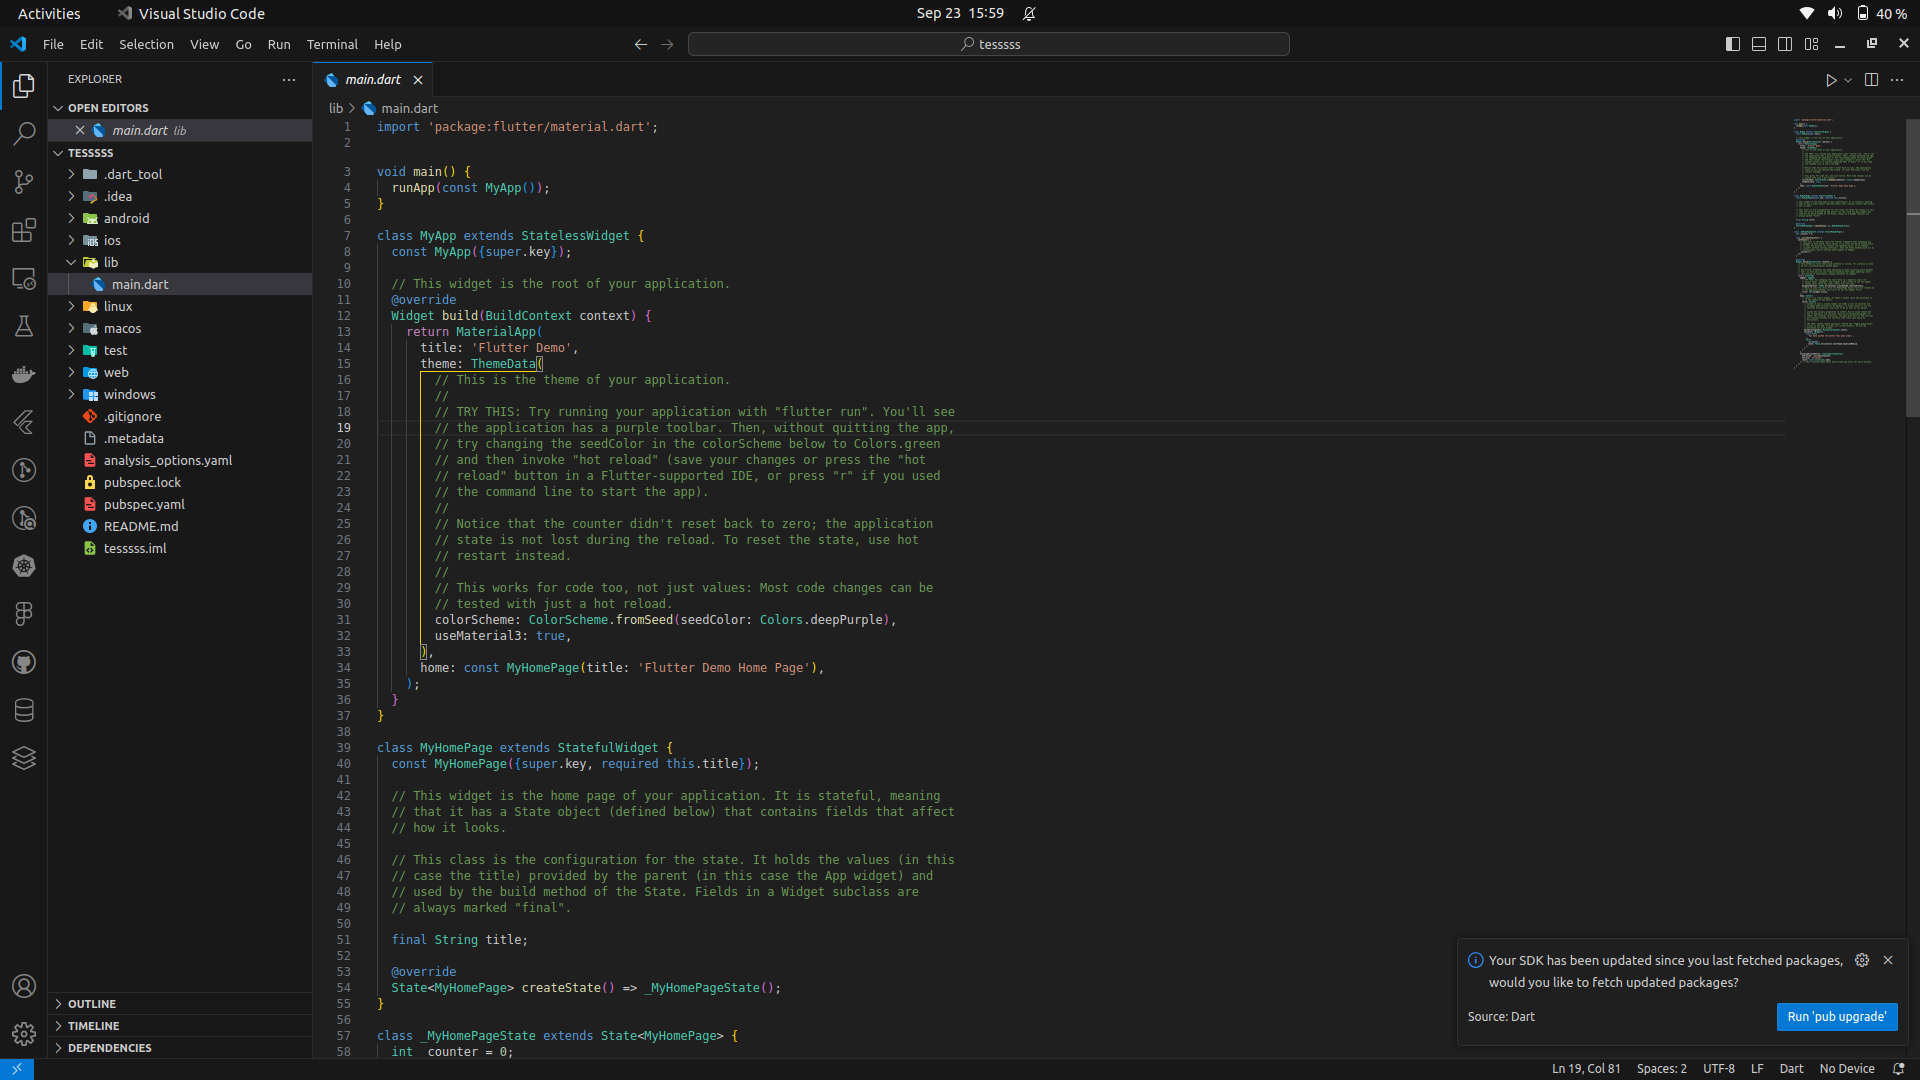 Activities
Visual Studio Code
Sep 23 15:59
40 %
File Edit Selection View Go Run Terminal Help
tesssss
EXPLORER
OPEN EDITORS
main.dart lib
TESSSSS
.dart_tool
.idea
android
ios
lib
main.dart
linux
macos
test
web
windows
.gitignore
.metadata
analysis_options.yaml
pubspec.lock
pubspec.yaml
README.md
tesssss.iml
OUTLINE
TIMELINE
DEPENDENCIES
main.dart
lib > main.dart
1 import 'package:flutter/material.dart';
2
3 void main() {
4 runApp(const MyApp());
5 }
6
7 class MyApp extends StatelessWidget {
8 const MyApp({super.key});
9
10 // This widget is the root of your application.
11 @override
12 Widget build(BuildContext context) {
13 return MaterialApp(
14 title: 'Flutter Demo',
15 theme: ThemeData(
16 // This is the theme of your application.
17 //
18 // TRY THIS: Try running your application with "flutter run". You'll see
19 // the application has a purple toolbar. Then, without quitting the app,
20 // try changing the seedColor in the colorScheme below to Colors.green
21 // and then invoke "hot reload" (save your changes or press the "hot
22 // reload" button in a Flutter-supported IDE, or press "r" if you used
23 // the command line to start the app).
24 //
25 // Notice that the counter didn't reset back to zero; the application
26 // state is not lost during the reload. To reset the state, use hot
27 // restart instead.
28 //
29 // This works for code too, not just values: Most code changes can be
30 // tested with just a hot reload.
31 colorScheme: ColorScheme.fromSeed(seedColor: Colors.deepPurple),
32 useMaterial3: true,
33 ),
34 home: const MyHomePage(title: 'Flutter Demo Home Page'),
35 );
36 }
37 }
38
39 class MyHomePage extends StatefulWidget {
40 const MyHomePage({super.key, required this.title});
41
42 // This widget is the home page of your application. It is stateful, meaning
43 // that it has a State object (defined below) that contains fields that affect
44 // how it looks.
45
46 // This class is the configuration for the state. It holds the values (in this
47 // case the title) provided by the parent (in this case the App widget) and
48 // used by the build method of the State. Fields in a Widget subclass are
49 // always marked "final".
50
51 final String title;
52
53 @override
54 State<MyHomePage> createState() => _MyHomePageState();
55 }
56
57 class _MyHomePageState extends State<MyHomePage> {
58 int _counter = 0;
Your SDK has been updated since you last fetched packages,
would you like to fetch updated packages?
Source: Dart
Run 'pub upgrade'
Ln 19, Col 81 Spaces: 2 UTF-8 LF Dart No Device